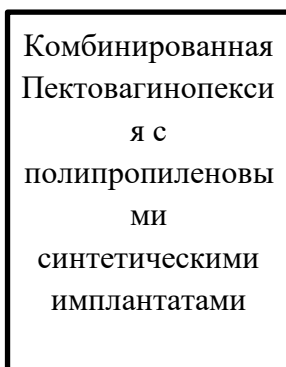 Комбинированная
Пектовагинопекси
я с
полипропиленовы
ми
синтетическими
имплантатами